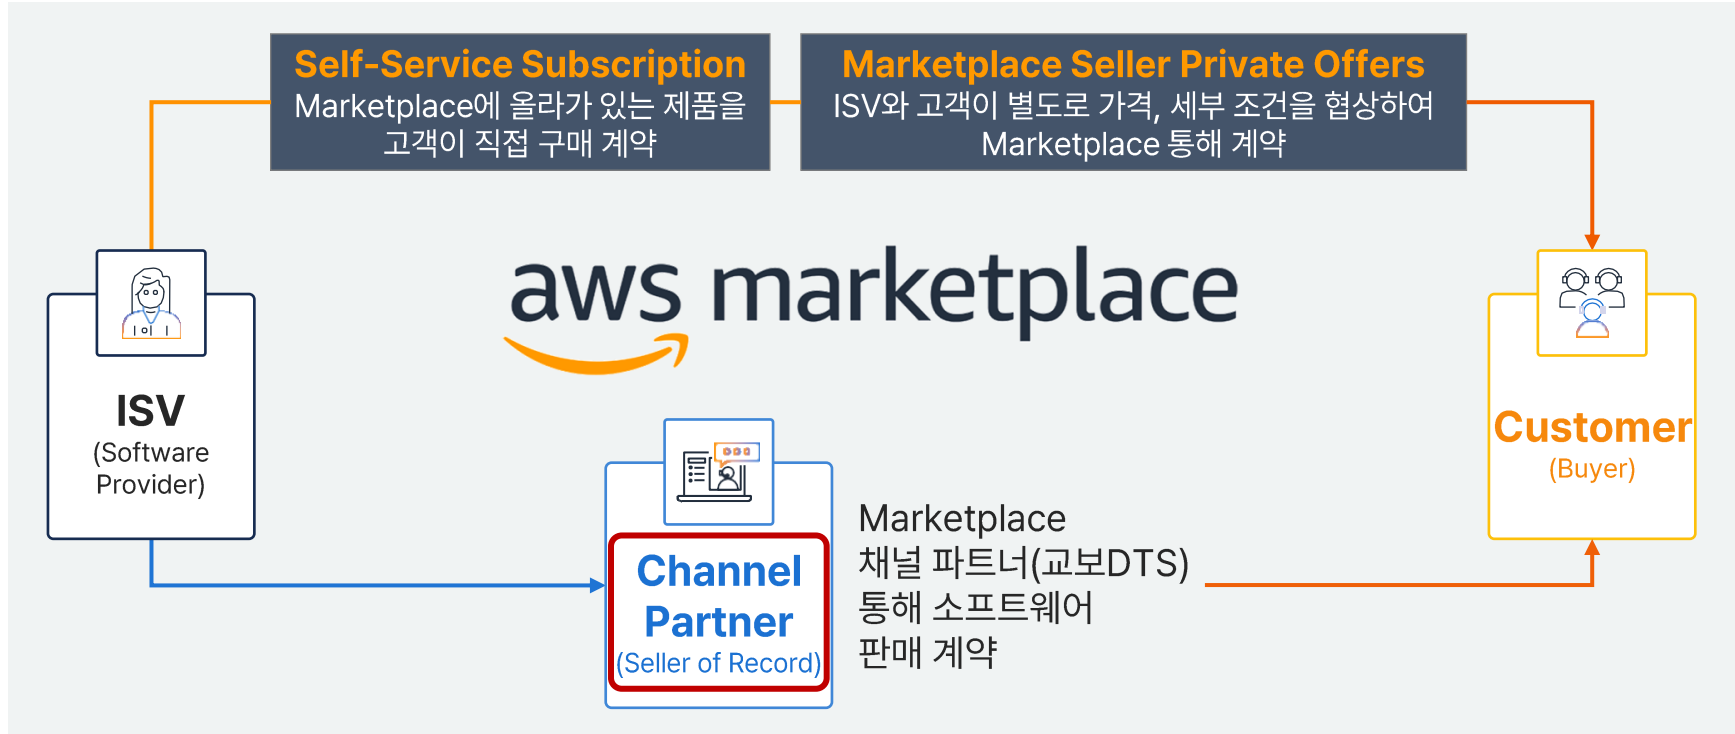 Self-Service Subscription
Marketplace에 올라가 있는 제품을
고객이 직접 구매 계약
Marketplace Seller Private Offers
ISV와 고객이 별도로 가격, 세부 조건을 협상하여
Marketplace 통해 계약
aws marketplace
ISV
(Software
Provider)
Channel
Partner
(Seller of Record)
Marketplace
채널 파트너(교보DTS)
통해 소프트웨어
판매 계약
Customer
(Buyer)